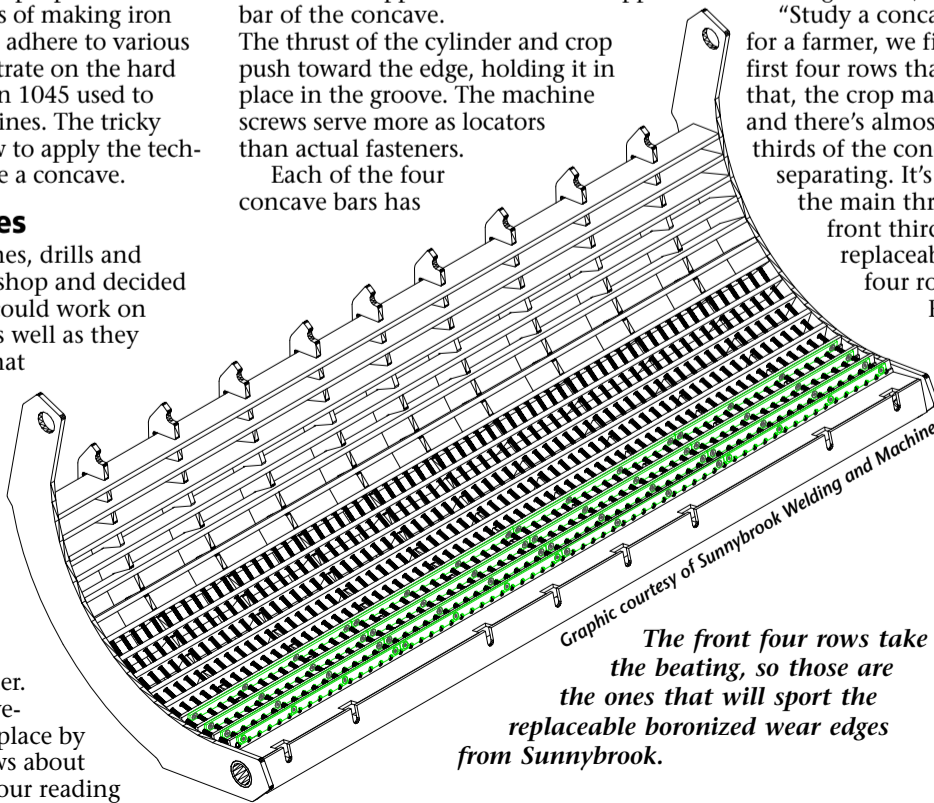 s of making iron
adhere to various
trate on the hard
n 1045 used to
ines. The tricky
w to apply the tech-
e a concave.
es
nes, drills and
shop and decided
ould work on
s well as they
at
er.
ve-
place by
ws about
our reading
bar of the concave.
The thrust of the cylinder and crop
push toward the edge, holding it in
place in the groove. The machine
screws serve more as locators
than actual fasteners.
Each of the four
concave bars has
“Study a conca
for a farmer, we fi
first four rows tha
that, the crop ma
and there’s almos
thirds of the con
separating. It’s
the main thr
front third
replaceab
four ro
Graphic courtesy of Sunnybrook Welding and Machine
The front four rows take
the beating, so those are
the ones that will sport the
replaceable boronized wear edges
from Sunnybrook.